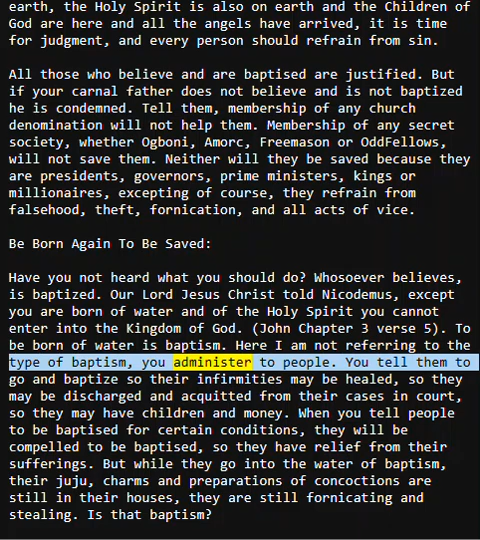 earth, the Holy Spirit is also on earth and the Children of
God are here and all the angels have arrived, it is time
for judgment, and every person should refrain from sin.

All those who believe and are baptised are justified. But
if your carnal father does not believe and is not baptized
he is condemned. Tell them, membership of any church
denomination will not help them. Membership of any secret
society, whether Ogboni, Amorc, Freemason or OddFellows,
will not save them. Neither will they be saved because they
are presidents, governors, prime ministers, kings or
millionaires, excepting of course, they refrain from
falsehood, theft, fornication, and all acts of vice.

Be Born Again To Be Saved:

Have you not heard what you should do? Whosoever believes,
is baptized. Our Lord Jesus Christ told Nicodemus, except
you are born of water and of the Holy Spirit you cannot
enter into the Kingdom of God. (John Chapter 3 verse 5). To
be born of water is baptism. Here I am not referring to the
type of baptism, you administer to people. You tell them to
go and baptize so their infirmities may be healed, so they
may be discharged and acquitted from their cases in court,
so they may have children and money. When you tell people
to be baptised for certain conditions, they will be
compelled to be baptised, so they have relief from their
sufferings. But while they go into the water of baptism,
their juju, charms and preparations of concoctions are
still in their houses, they are still fornicating and
stealing. Is that baptism?